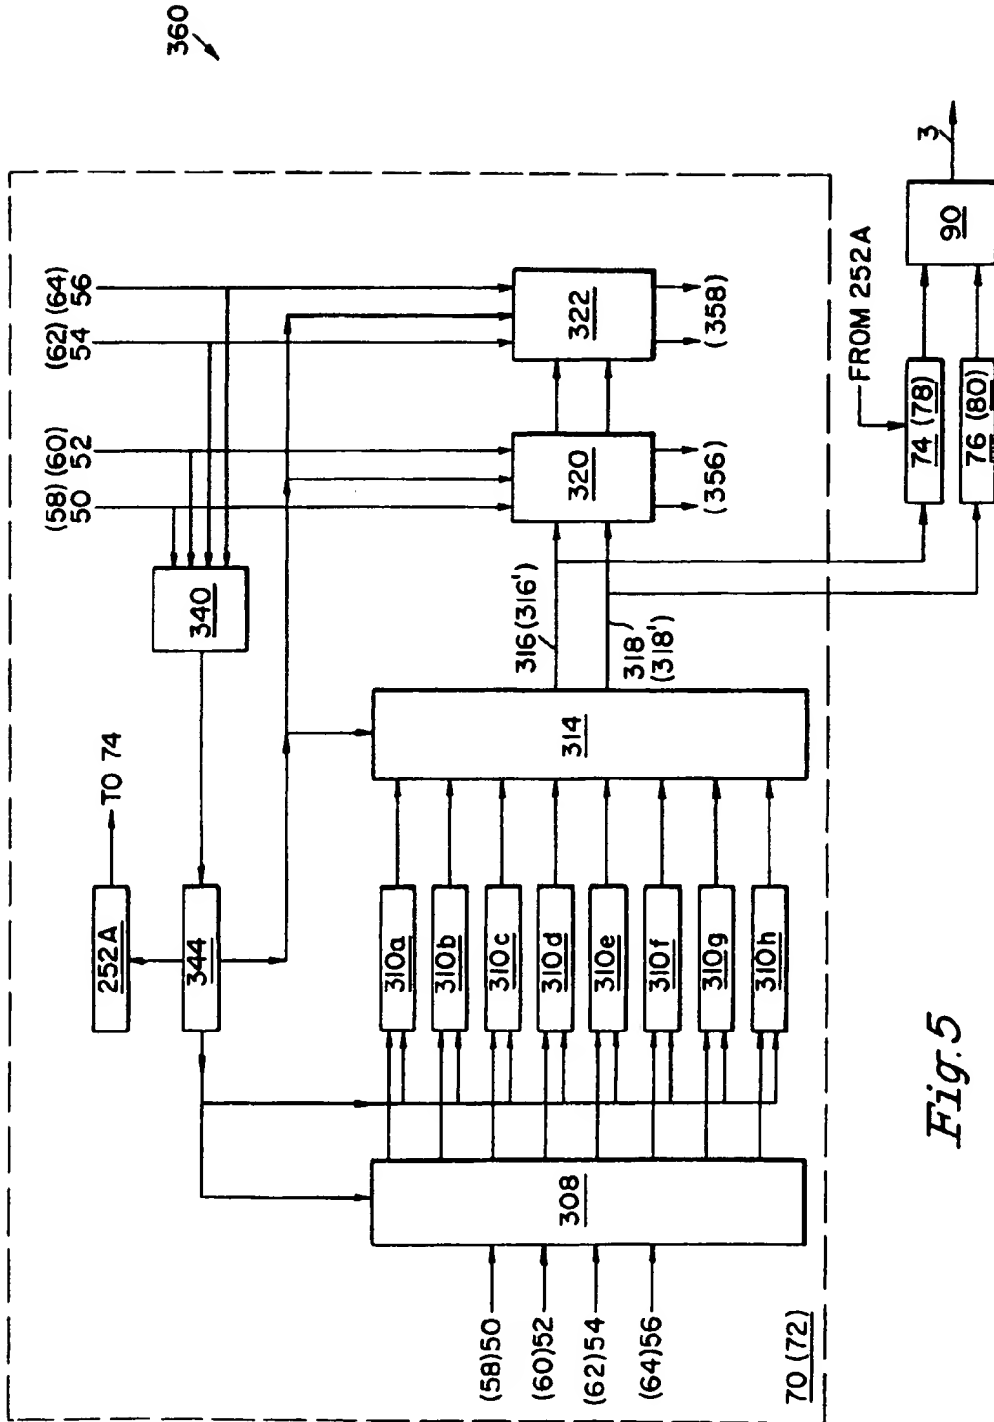 360
(58) (60)
50 52
(62) (64)
54 56
TO 74
252A
344
340
320
322
(356)
(358)
310a
310b
310c
310d
310e
310f
310g
310h
308
314
316 (316')
318
(318')
(58)50
(60)52
(62)54
(64)56
70 (72)
FROM 252A
74 (78)
76 (80)
90
3
Fig. 5